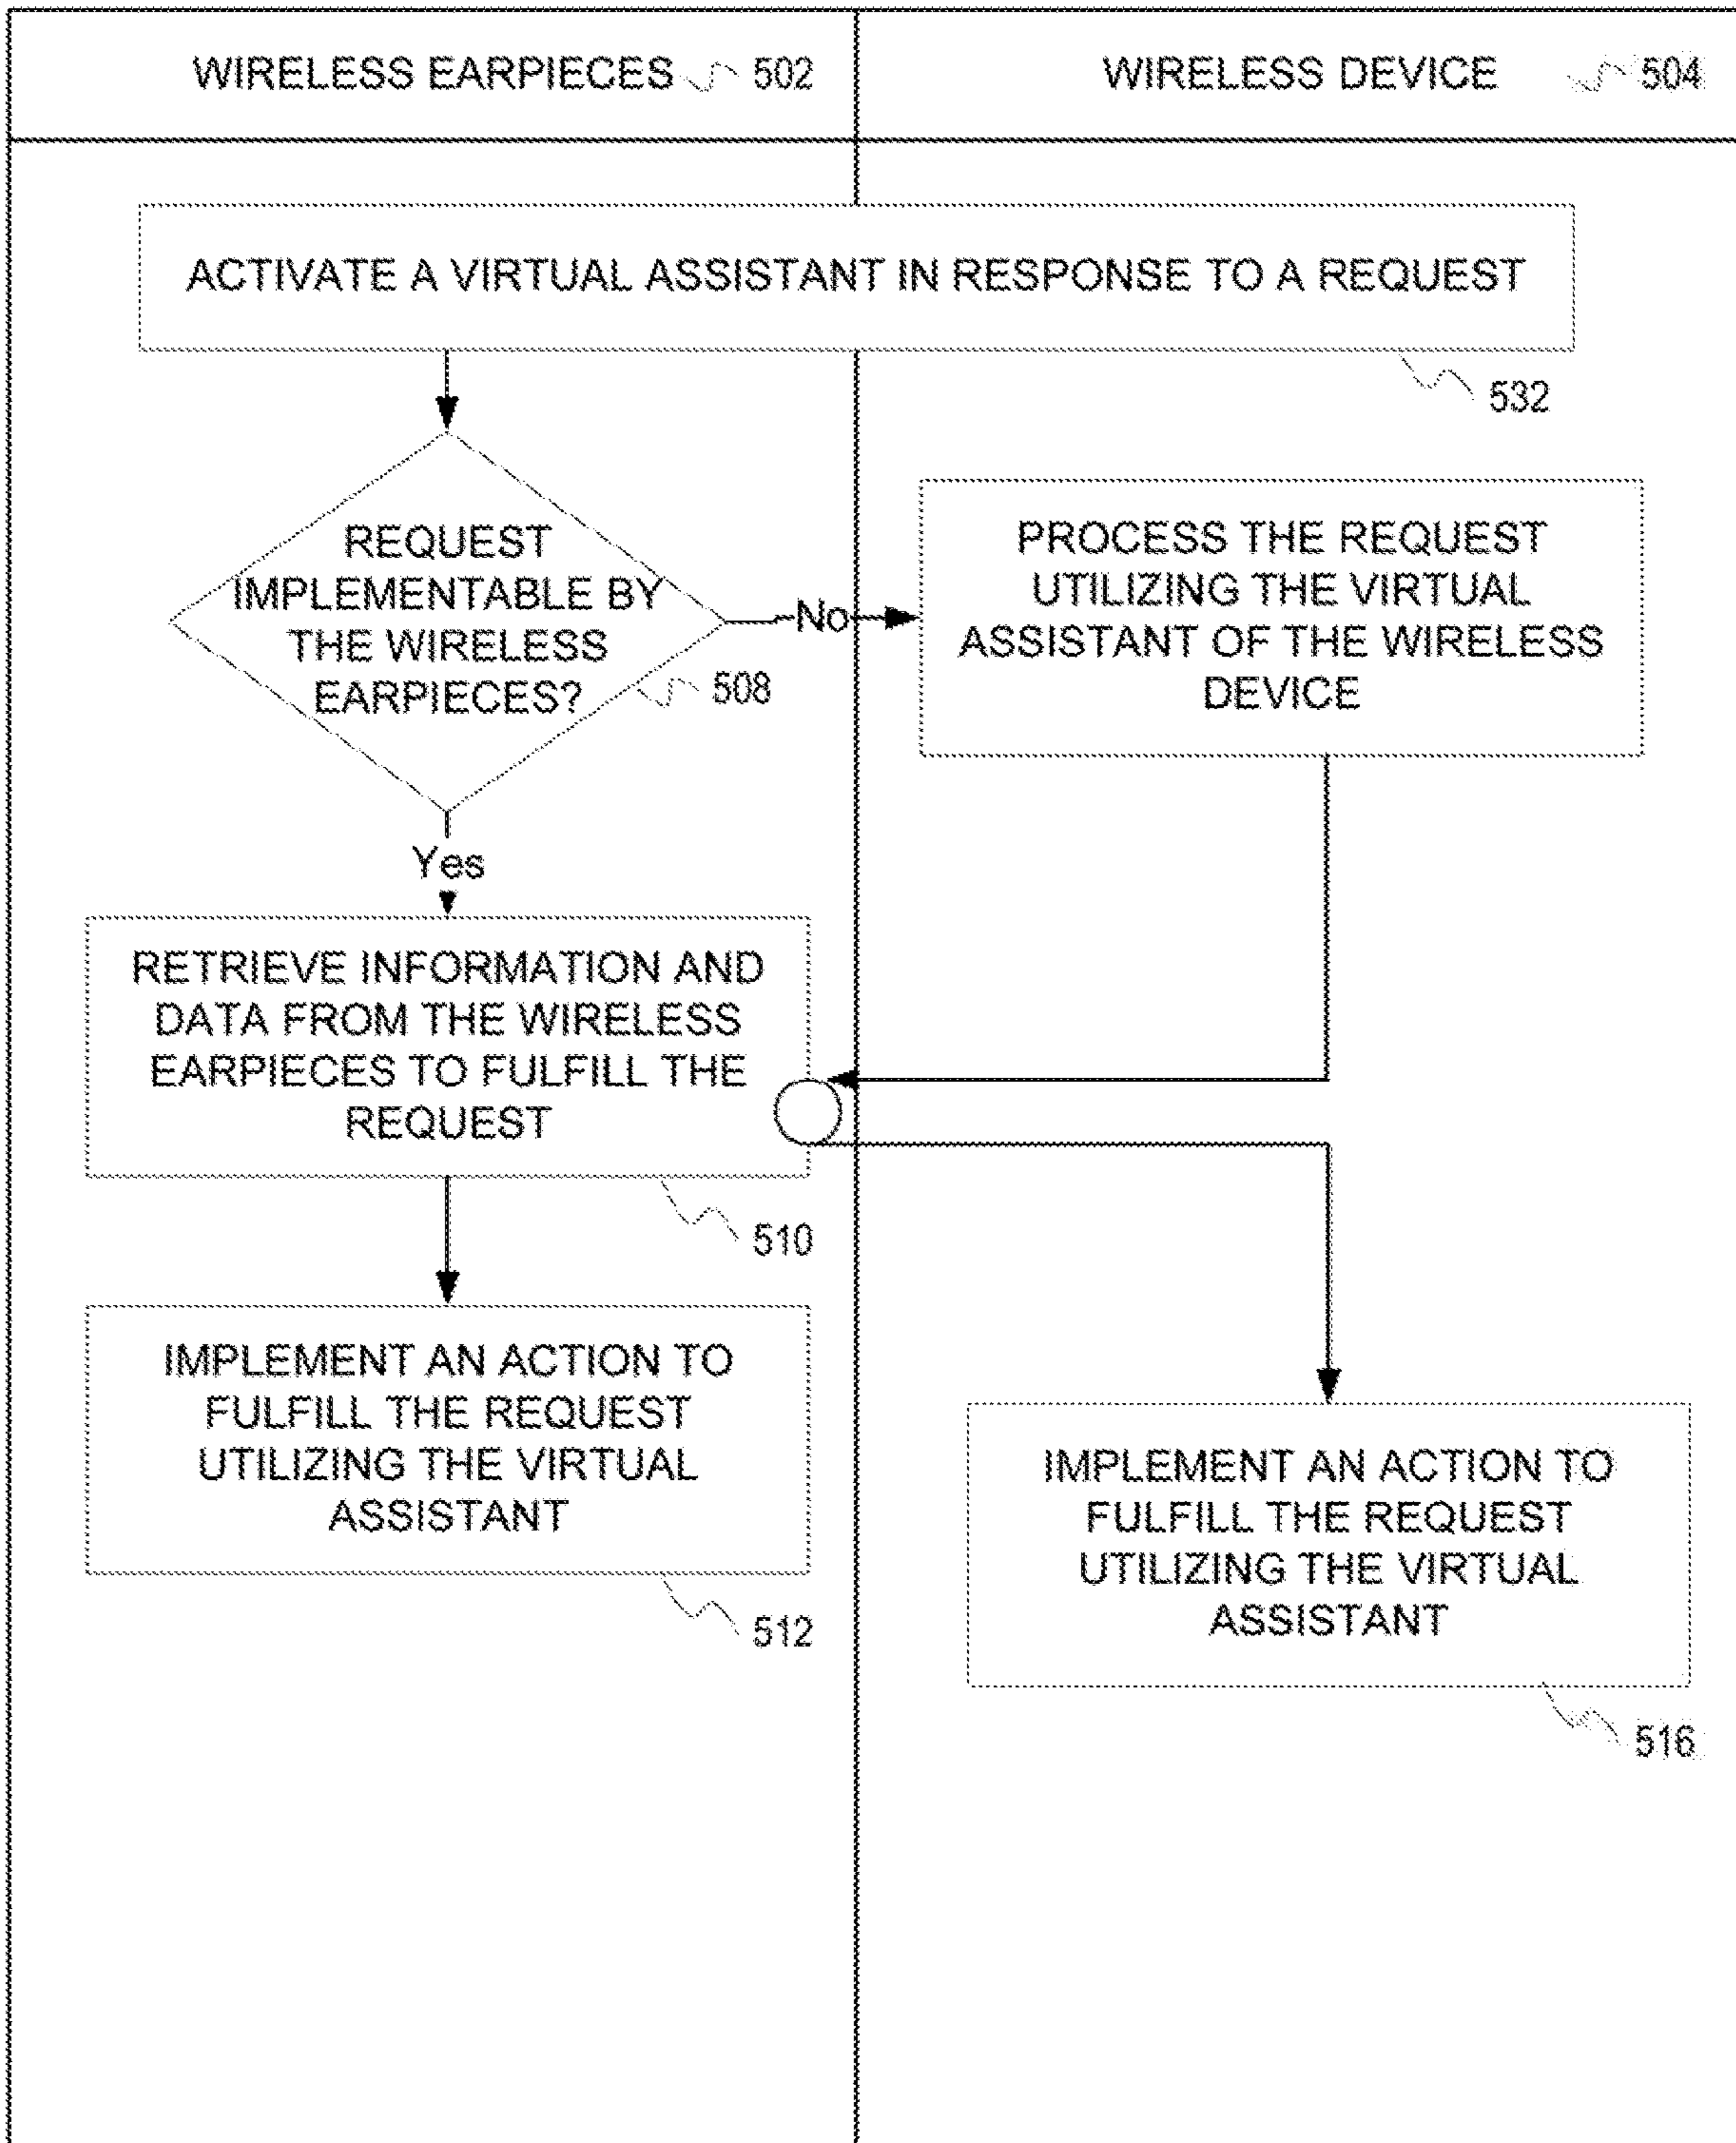 WIRELESS EARPIECES 502
WIRELESS DEVICE 504
ACTIVATE A VIRTUAL ASSISTANT IN RESPONSE TO A REQUEST
532
REQUEST
IMPLEMENTABLE BY
THE WIRELESS
EARPIECES?
508
No
PROCESS THE REQUEST
UTILIZING THE VIRTUAL
ASSISTANT OF THE WIRELESS
DEVICE
Yes
RETRIEVE INFORMATION AND
DATA FROM THE WIRELESS
EARPIECES TO FULFILL THE
REQUEST
510
IMPLEMENT AN ACTION TO
FULFILL THE REQUEST
UTILIZING THE VIRTUAL
ASSISTANT
512
IMPLEMENT AN ACTION TO
FULFILL THE REQUEST
UTILIZING THE VIRTUAL
ASSISTANT
516